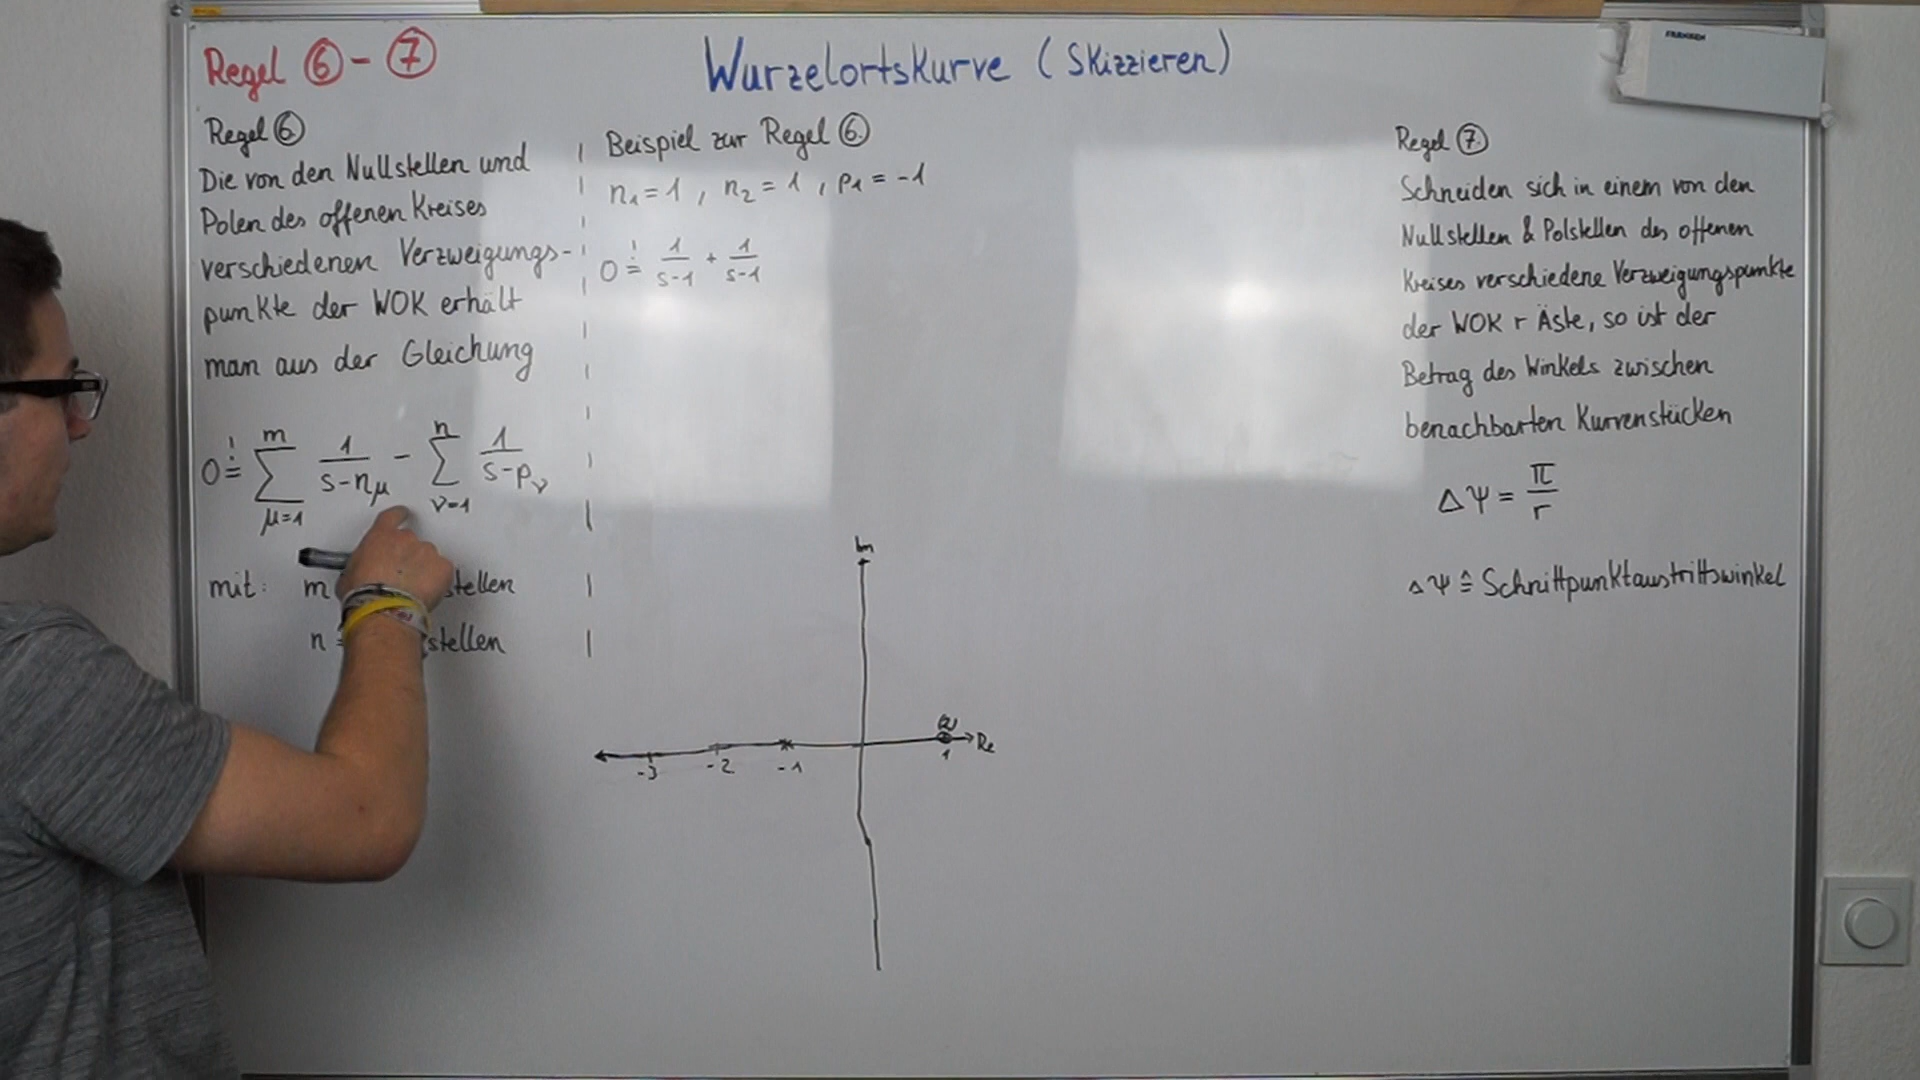 Regel ⑥ - ⑦
Wurzelortskurve (Skizzieren)
FRANKEN
Regel ⑥
Die von den Nullstellen und
Polen des offenen Kreises
verschiedenen Verzweigungs-
punkte der WOK erhält
man aus der Gleichung
0 =! ∑_{μ=1}^{m} 1/(s-n_μ) - ∑_{ν=1}^{n} 1/(s-p_ν)
mit: m stellen
n = stellen
Beispiel zur Regel ⑥.
n₁ = 1 , n₂ = 1 , p₁ = -1
0 =! 1/(s-1) + 1/(s-1)
Im
(2)
Re
-3 -2 -1 1
Regel ⑦.
Schneiden sich in einem von den
Nullstellen & Polstellen des offenen
Kreises verschiedene Verzweigungspunkte
der WOK r Äste, so ist der
Betrag des Winkels zwischen
benachbarten Kurvenstücken
ΔΨ = π/r
ΔΨ ≙ Schnittpunktaustrittswinkel